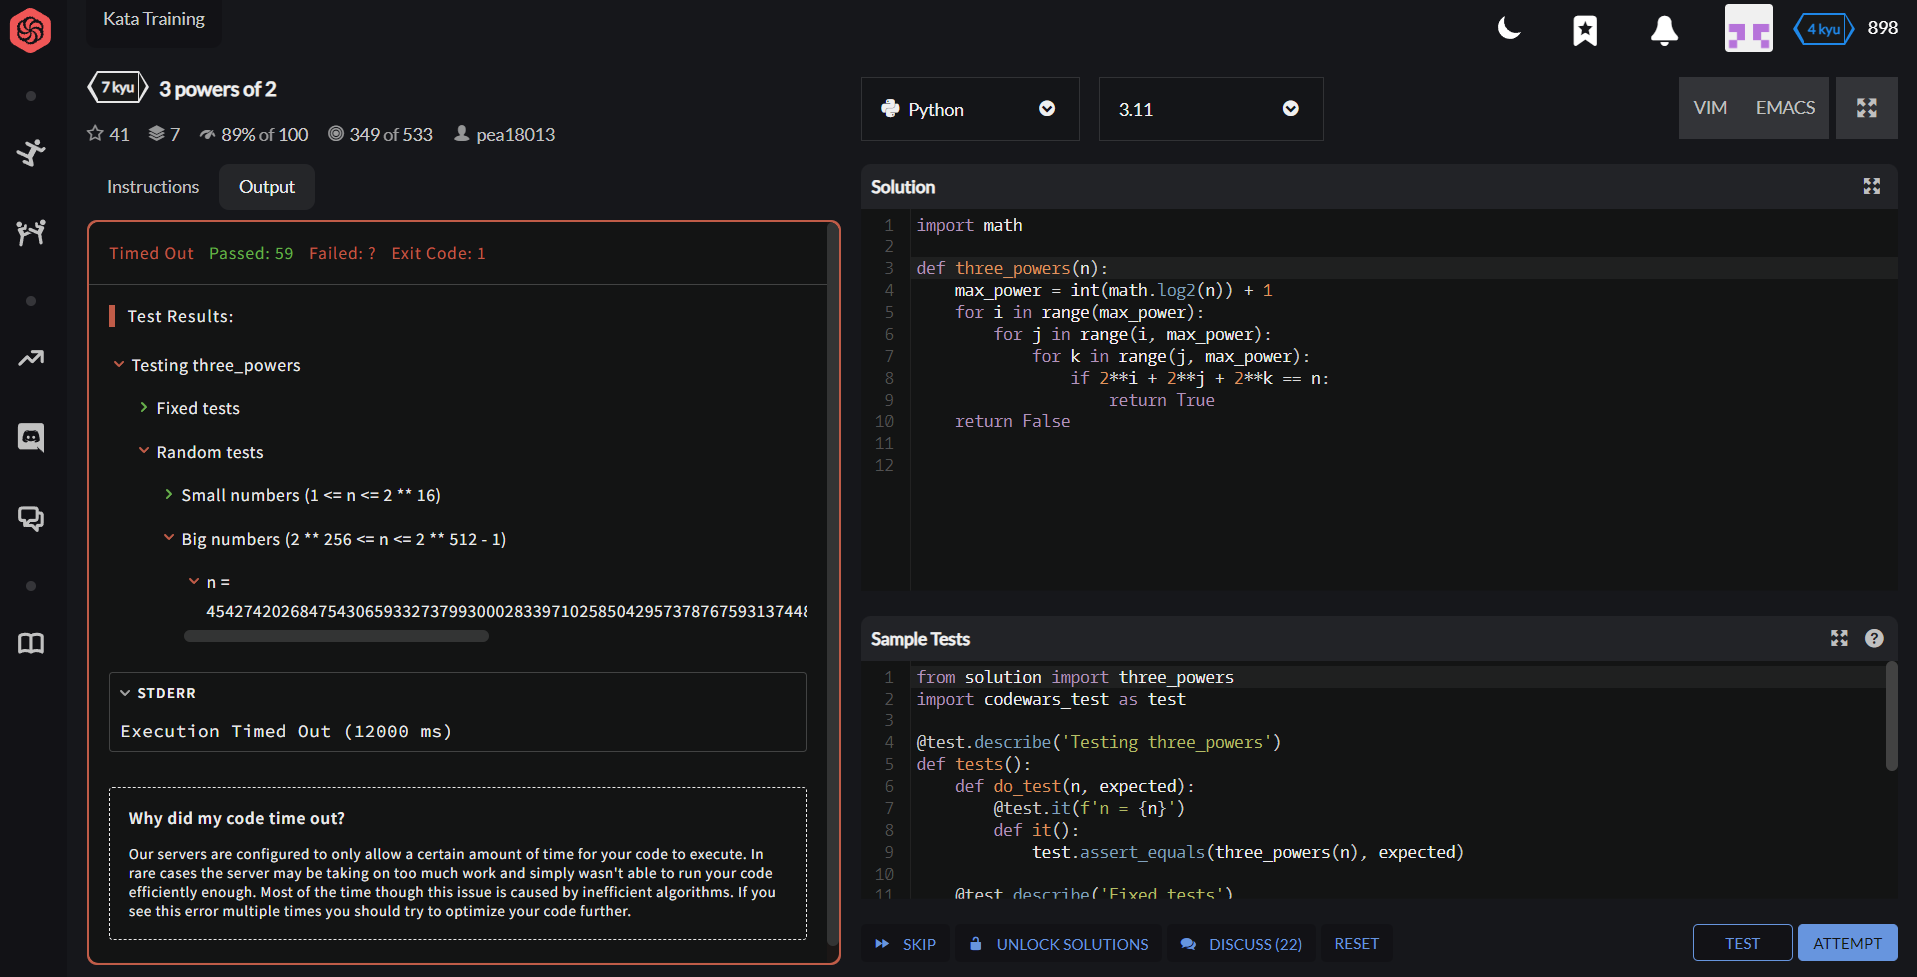 Kata Training
4 kyu
898
7 kyu
3 powers of 2
41
7
89% of 100
349 of 533
pea18013
Python
3.11
VIM
EMACS
Instructions
Output
Timed Out Passed: 59 Failed: ? Exit Code: 1
Test Results:
Testing three_powers
Fixed tests
Random tests
Small numbers (1 <= n <= 2 ** 16)
Big numbers (2 ** 256 <= n <= 2 ** 512 - 1)
n =
45427420268475430659332737993000283397102585042957378767593137448
STDERR
Execution Timed Out (12000 ms)
Why did my code time out?
Our servers are configured to only allow a certain amount of time for your code to execute. In
rare cases the server may be taking on too much work and simply wasn't able to run your code
efficiently enough. Most of the time though this issue is caused by inefficient algorithms. If you
see this error multiple times you should try to optimize your code further.
Solution
1 import math
2
3 def three_powers(n):
4     max_power = int(math.log2(n)) + 1
5     for i in range(max_power):
6         for j in range(i, max_power):
7             for k in range(j, max_power):
8                 if 2**i + 2**j + 2**k == n:
9                     return True
10     return False
11
12
Sample Tests
?
1 from solution import three_powers
2 import codewars_test as test
3
4 @test.describe('Testing three_powers')
5 def tests():
6     def do_test(n, expected):
7         @test.it(f'n = {n}')
8         def it():
9             test.assert_equals(three_powers(n), expected)
10
11     @test.describe('Fixed tests')
SKIP
UNLOCK SOLUTIONS
DISCUSS (22)
RESET
TEST
ATTEMPT